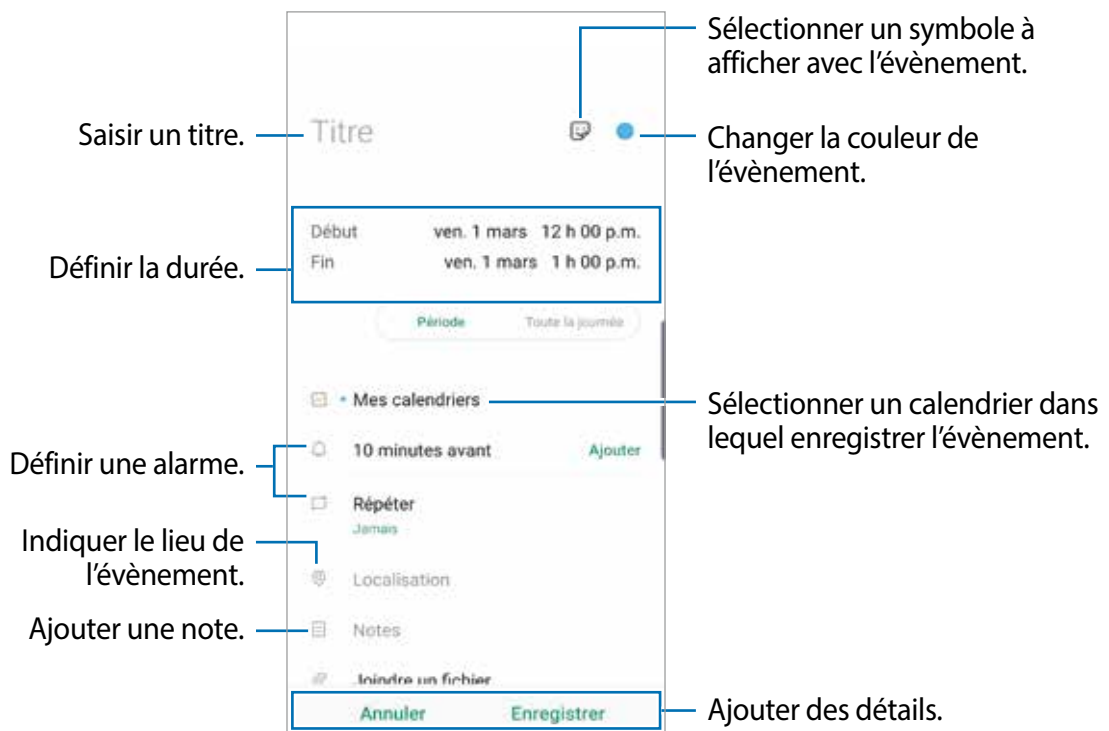 Sélectionner un symbole à
afficher avec l'évènement.
Saisir un titre.
Titre
Changer la couleur de
l'évènement.
Définir la durée.
Début ven. 1 mars 12 h 00 p.m.
Fin ven. 1 mars 1 h 00 p.m.
Période Toute la journée
Mes calendriers
Sélectionner un calendrier dans
lequel enregistrer l'évènement.
Définir une alarme.
10 minutes avant Ajouter
Répéter
Jamais
Indiquer le lieu de
l'évènement.
Localisation
Ajouter une note.
Notes
Joindre un fichier
Annuler Enregistrer
Ajouter des détails.